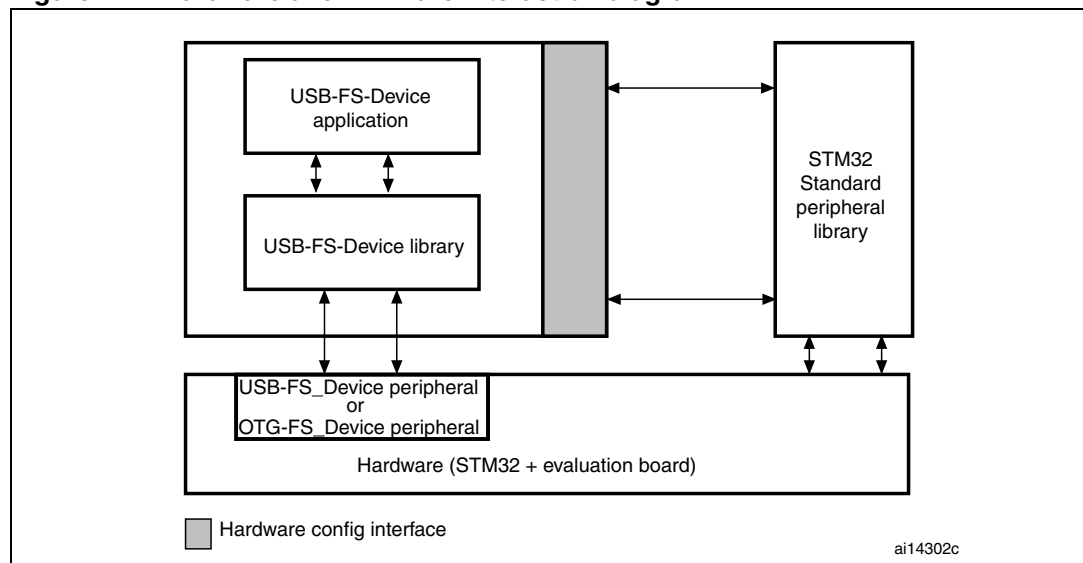 USB-FS-Device
application
USB-FS-Device library
STM32
Standard
peripheral
library
USB-FS_Device peripheral
or
OTG-FS_Device peripheral
Hardware (STM32 + evaluation board)
Hardware config interface
ai14302c